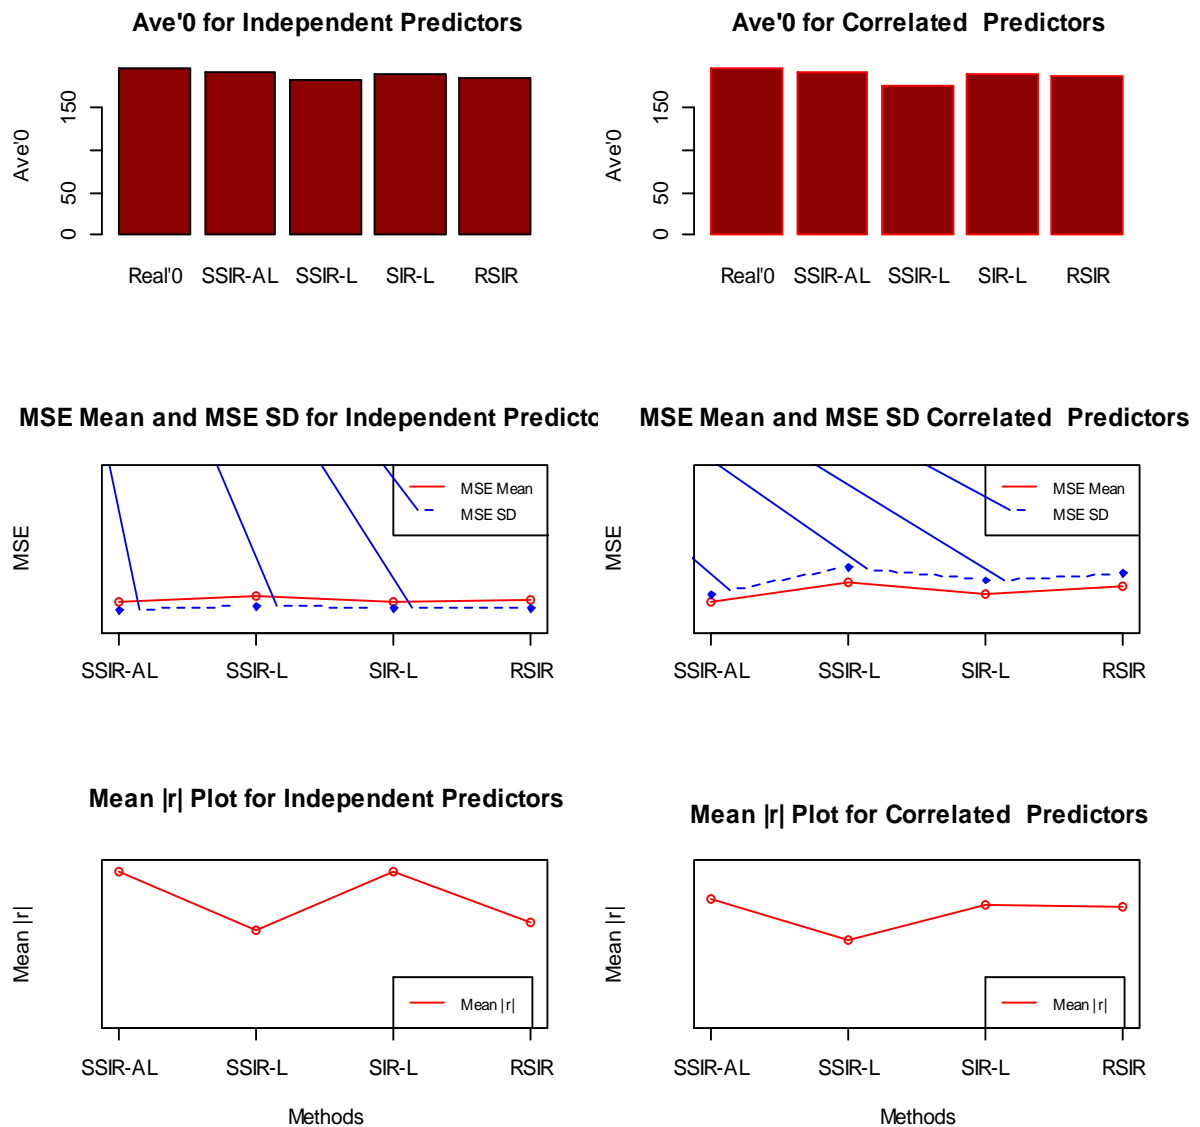 Ave'0 for Independent Predictors
Ave'0
150
50
0
Real'0 SSIR-AL SSIR-L SIR-L RSIR
Ave'0 for Correlated  Predictors
Ave'0
150
50
0
Real'0 SSIR-AL SSIR-L SIR-L RSIR
MSE Mean and MSE SD for Independent Predicto
MSE
MSE Mean
MSE SD
SSIR-AL SSIR-L SIR-L RSIR
MSE Mean and MSE SD Correlated  Predictors
MSE
MSE Mean
MSE SD
SSIR-AL SSIR-L SIR-L RSIR
Mean |r| Plot for Independent Predictors
Mean |r|
Mean |r|
SSIR-AL SSIR-L SIR-L RSIR
Methods
Mean |r| Plot for Correlated  Predictors
Mean |r|
Mean |r|
SSIR-AL SSIR-L SIR-L RSIR
Methods